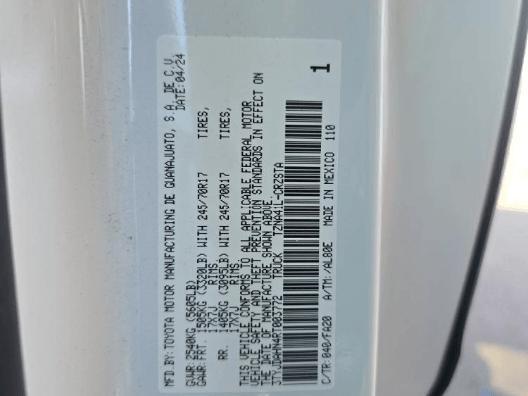 MFD.BY:TOYOTA MOTOR MANUFACTURING DE GUANAJUATO, S.A. DE C.V.
DATE:04/24
GVWR 2540KG (5605LB)
GAWR:FRT. 1505KG (3320LB) WITH 245/70R17 TIRES,
17X7J RIMS,
RR. 1405KG (3095LB) WITH 245/70R17 TIRES,
17X7J RIMS,
THIS VEHICLE CONFORMS TO ALL APPLICABLE FEDERAL MOTOR
VEHICLE SAFETY AND THEFT PREVENTION STANDARDS IN EFFECT ON
THE DATE OF MANUFACTURE SHOWN ABOVE.
TRUCK TZNA41L-CRZSTA
C/TR:040/FA20 A/TM:/AL80E MADE IN MEXICO 110
1